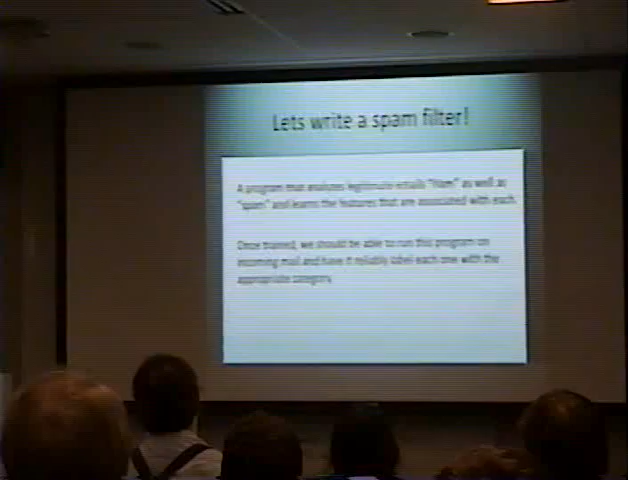 Lets write a spam filter!
A program that analyzes legitimate emails "Ham" as well as
"spam" and learns the features that are associated with each.
Once trained, we should be able to run this program on
incoming mail and have it reliably label each one with the
appropriate category.